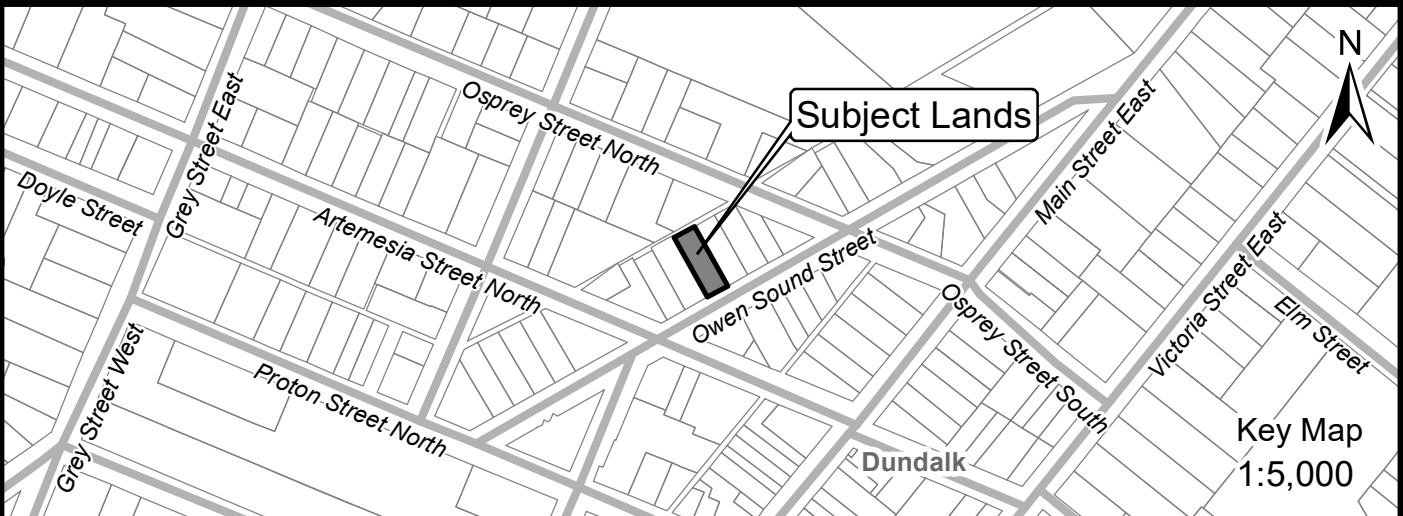 N
Osprey Street North
Subject Lands
Main Street East
Grey Street East
Doyle Street
Artemesia Street North
Owen Sound Street
Victoria Street East
Elm Street
Osprey Street South
Grey Street West
Proton Street North
Dundalk
Key Map
1:5,000